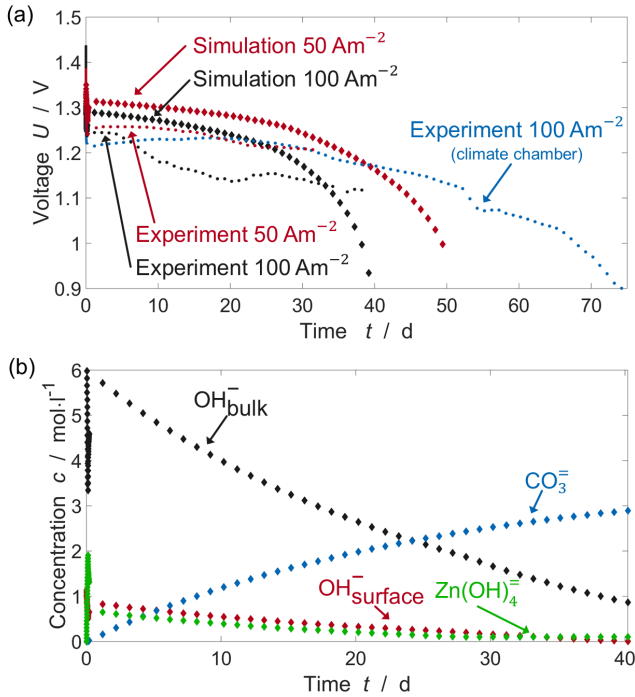 (a)
1.5
1.4
1.3
1.2
1.1
1
0.9
Voltage U / V
Simulation 50 Am⁻²
Simulation 100 Am⁻²
Experiment 100 Am⁻²
(climate chamber)
Experiment 50 Am⁻²
Experiment 100 Am⁻²
0 10 20 30 40 50 60 70
Time t / d
(b)
6
5
4
3
2
1
0
Concentration c / mol·l⁻¹
OH⁻bulk
CO₃⁼
OH⁻surface
Zn(OH)₄⁼
0 10 20 30 40
Time t / d